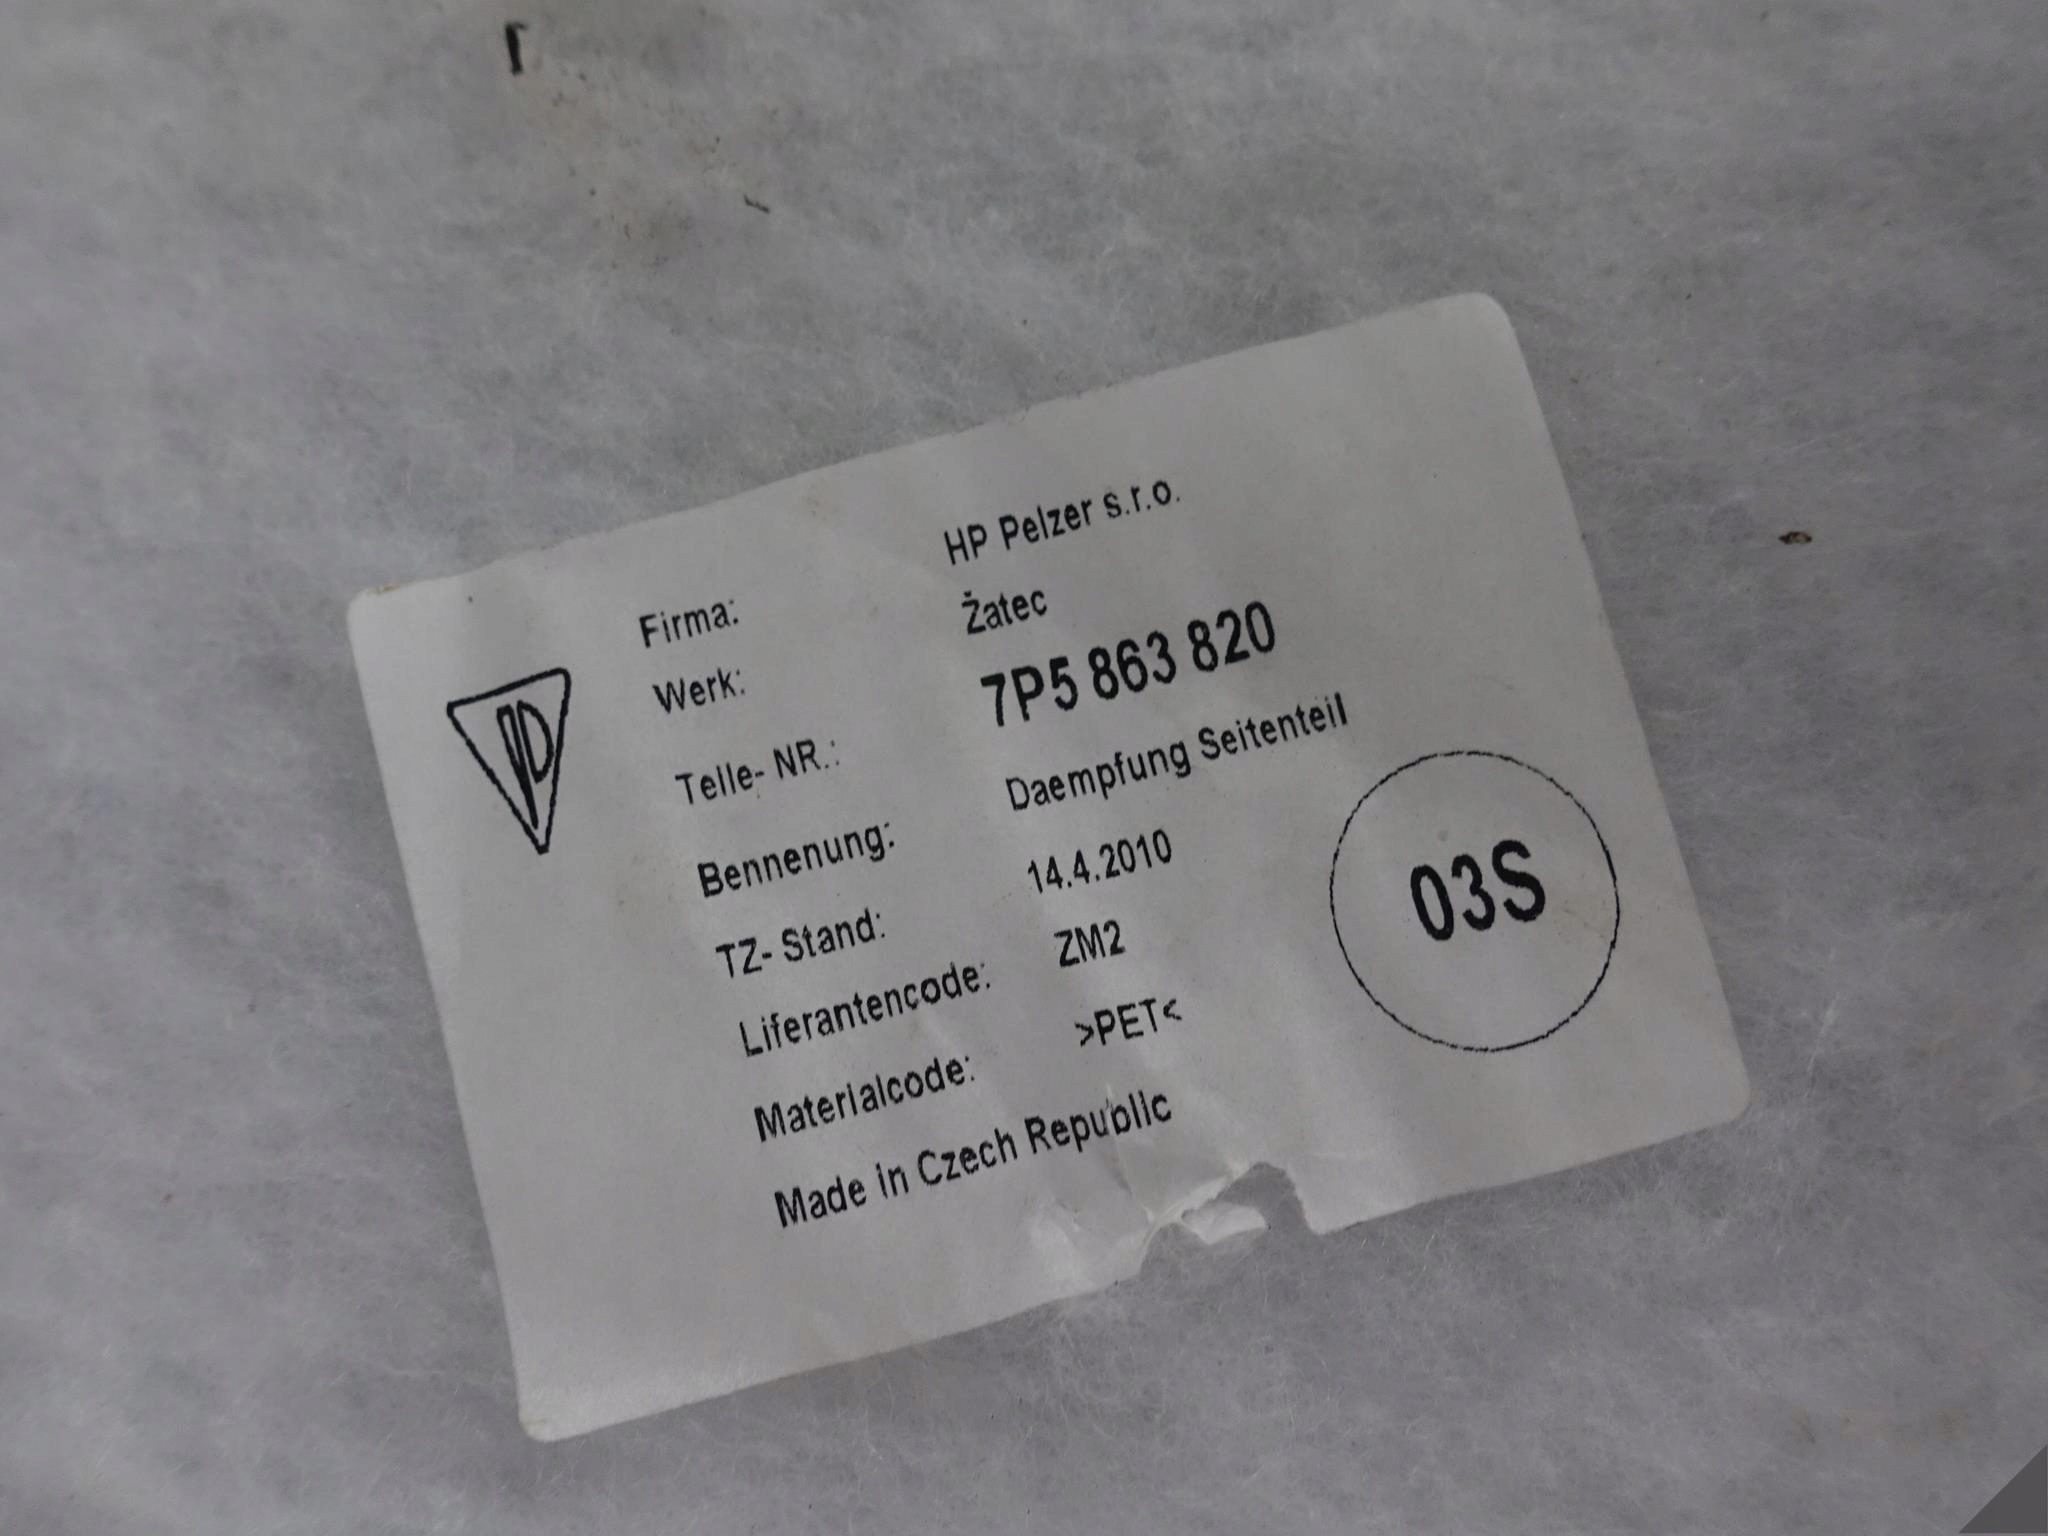 Firma: HP Pelzer s.r.o.
Werk: Žatec
Teile- NR.: 7P5 863 820
Bennenung: Daempfung Seitenteil
TZ- Stand: 14.4.2010
Liferantencode: ZM2
Materialcode: >PET<
Made in Czech Republic
03S